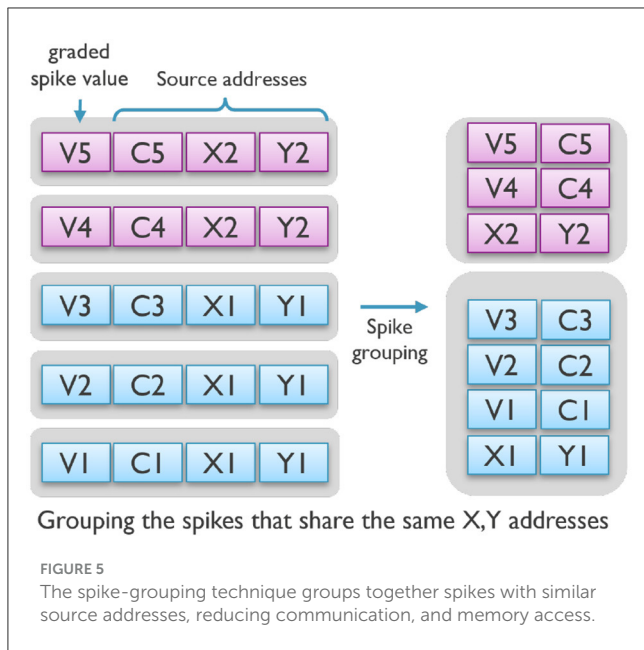 graded
spike value
Source addresses
V5 C5 X2 Y2
V4 C4 X2 Y2
V3 C3 X1 Y1
V2 C2 X1 Y1
V1 C1 X1 Y1
Spike
grouping
V5 C5
V4 C4
X2 Y2
V3 C3
V2 C2
V1 C1
X1 Y1
Grouping the spikes that share the same X,Y addresses
FIGURE 5
The spike-grouping technique groups together spikes with similar
source addresses, reducing communication, and memory access.